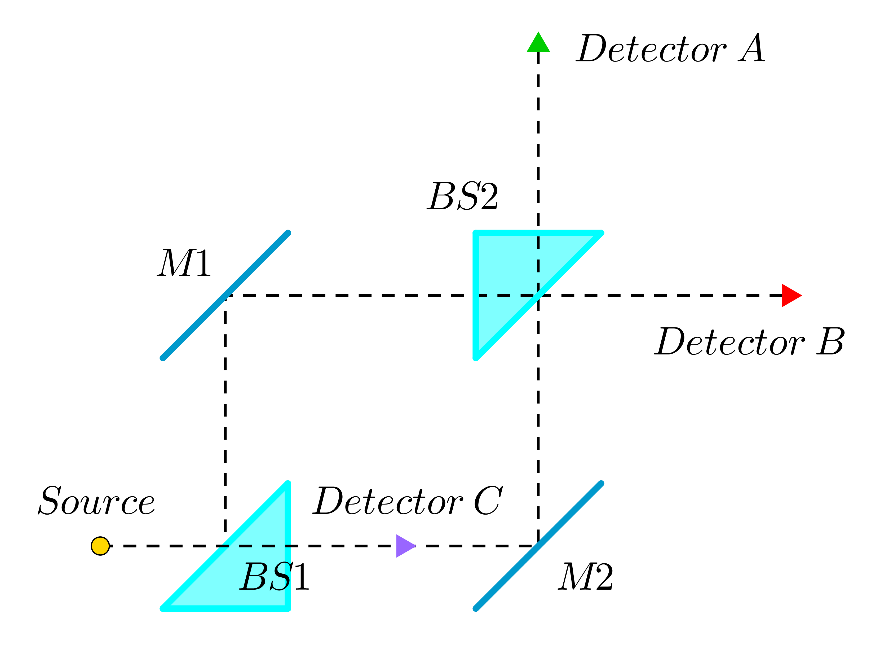 Detector A
BS2
M1
Detector B
Source
Detector C
BS1
M2